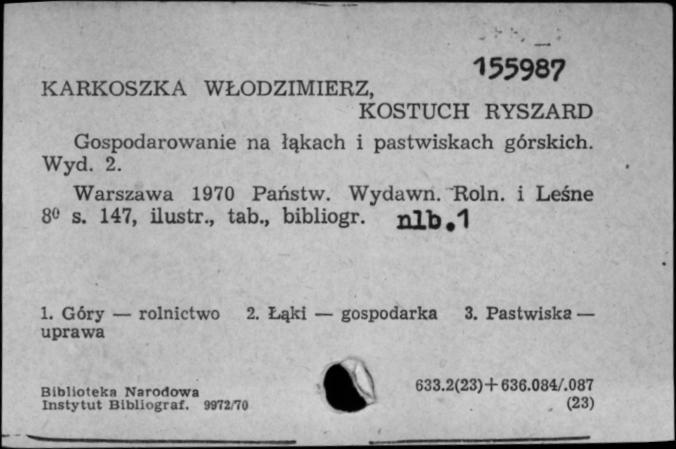 155987
KARKOSZKA WŁODZIMIERZ,
KOSTUCH RYSZARD
Gospodarowanie na łąkach i pastwiskach górskich.
Wyd. 2.
Warszawa 1970 Państw. Wydawn. Roln. i Leśne
8⁰ s. 147, ilustr., tab., bibliogr. nlb.1
1. Góry — rolnictwo 2. Łąki — gospodarka 3. Pastwiska —
uprawa
Biblioteka Narodowa 633.2(23)+636.084/.087
Instytut Bibliograf. 9972/70 (23)